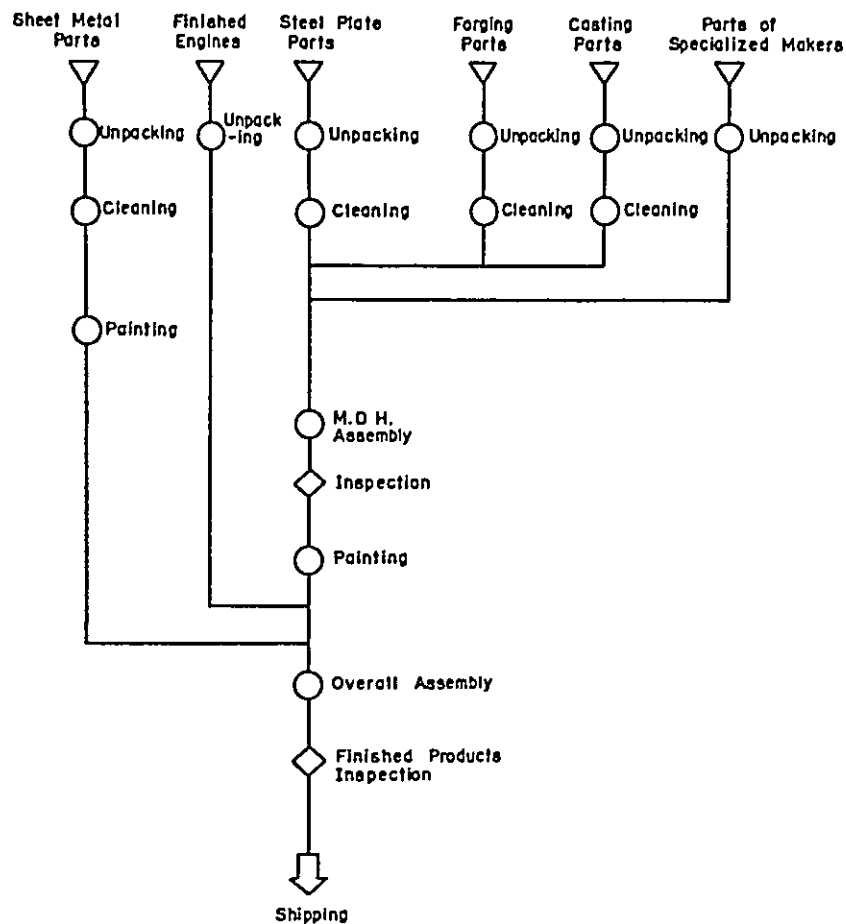 Sheet Metal
Parts
Finished
Engines
Steel Plate
Parts
Forging
Parts
Casting
Parts
Parts of
Specialized Makers
Unpacking
Unpack
-ing
Unpacking
Unpacking
Unpacking
Unpacking
Cleaning
Cleaning
Cleaning
Cleaning
Painting
M.D H.
Assembly
Inspection
Painting
Overall Assembly
Finished Products
Inspection
Shipping